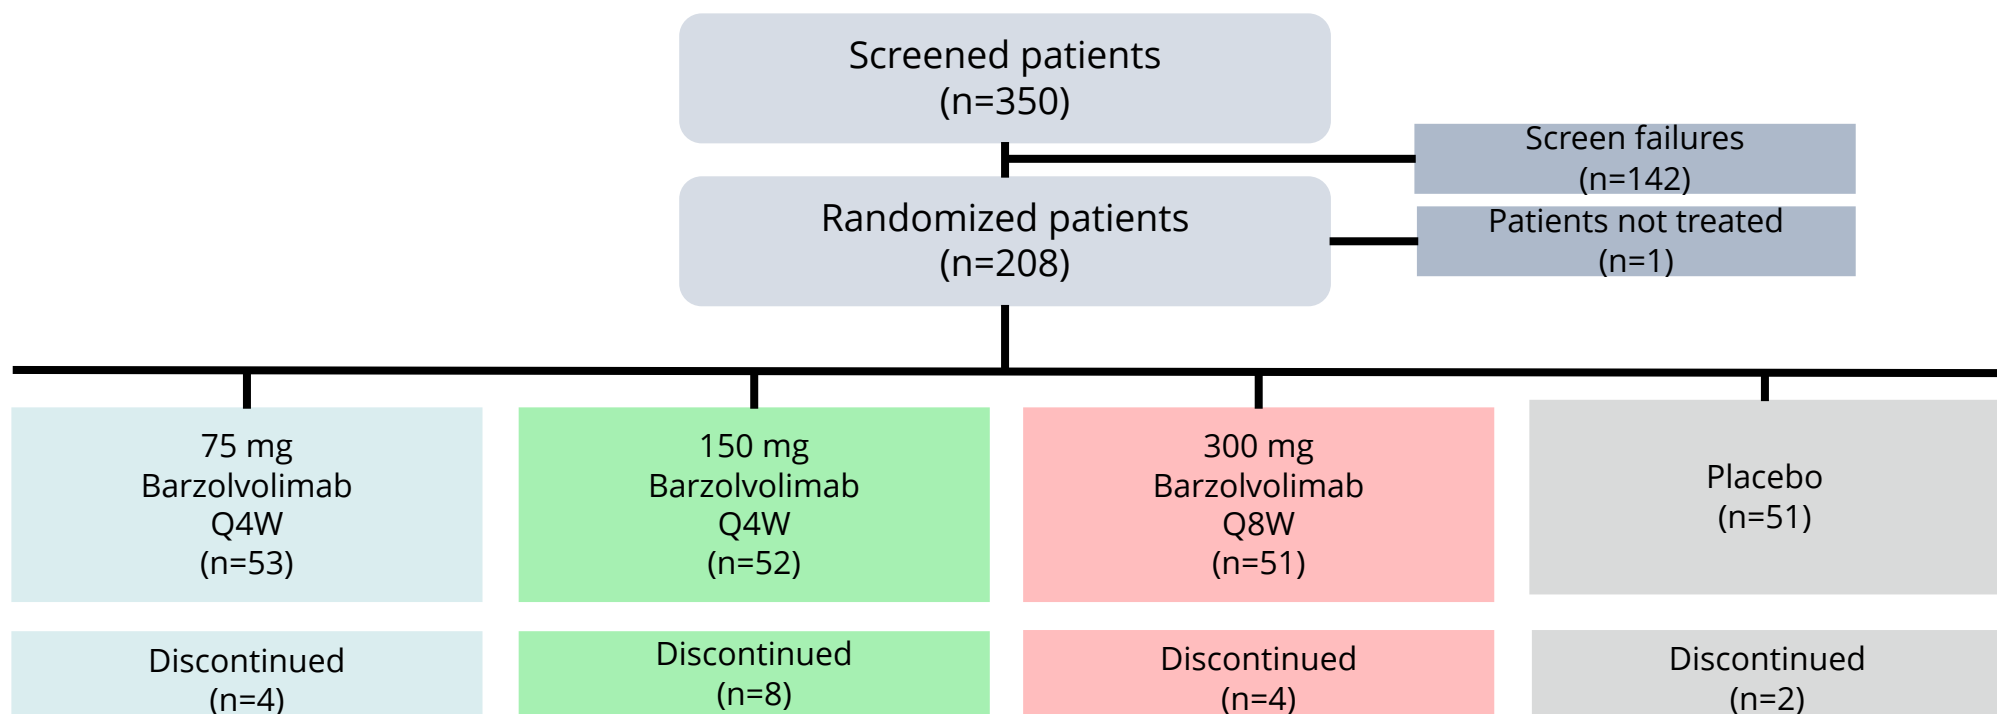 Screened patients
(n=350)
Screen failures
(n=142)
Randomized patients
(n=208)
Patients not treated
(n=1)
75 mg
Barzolvolimab
Q4W
(n=53)
150 mg
Barzolvolimab
Q4W
(n=52)
300 mg
Barzolvolimab
Q8W
(n=51)
Placebo
(n=51)
Discontinued
(n=4)
Discontinued
(n=8)
Discontinued
(n=4)
Discontinued
(n=2)